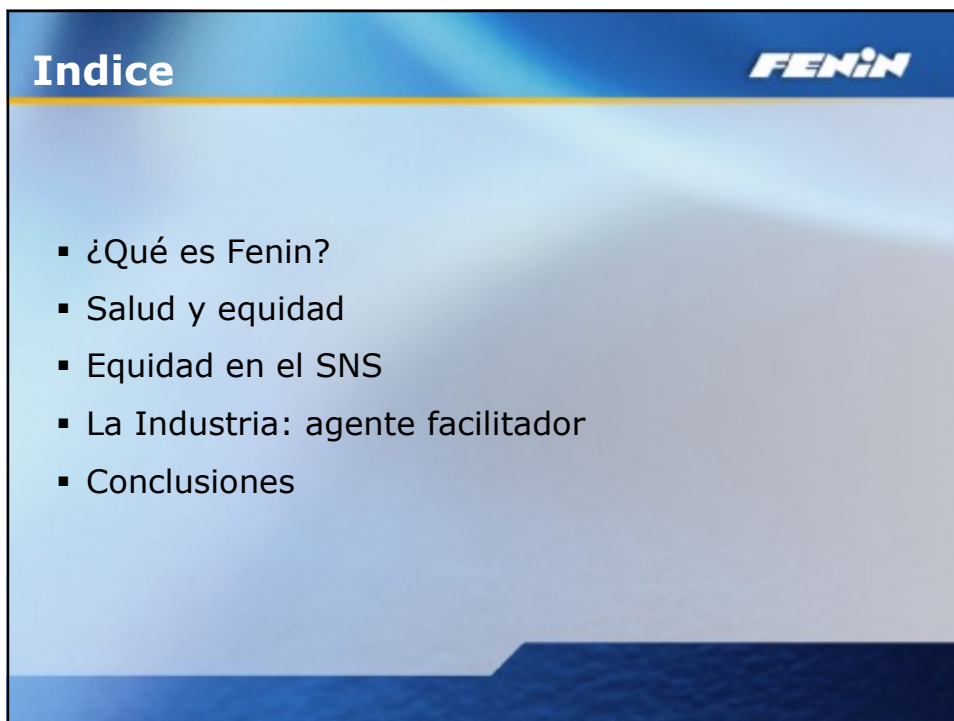 Indice
FENIN
▪ ¿Qué es Fenin?
▪ Salud y equidad
▪ Equidad en el SNS
▪ La Industria: agente facilitador
▪ Conclusiones